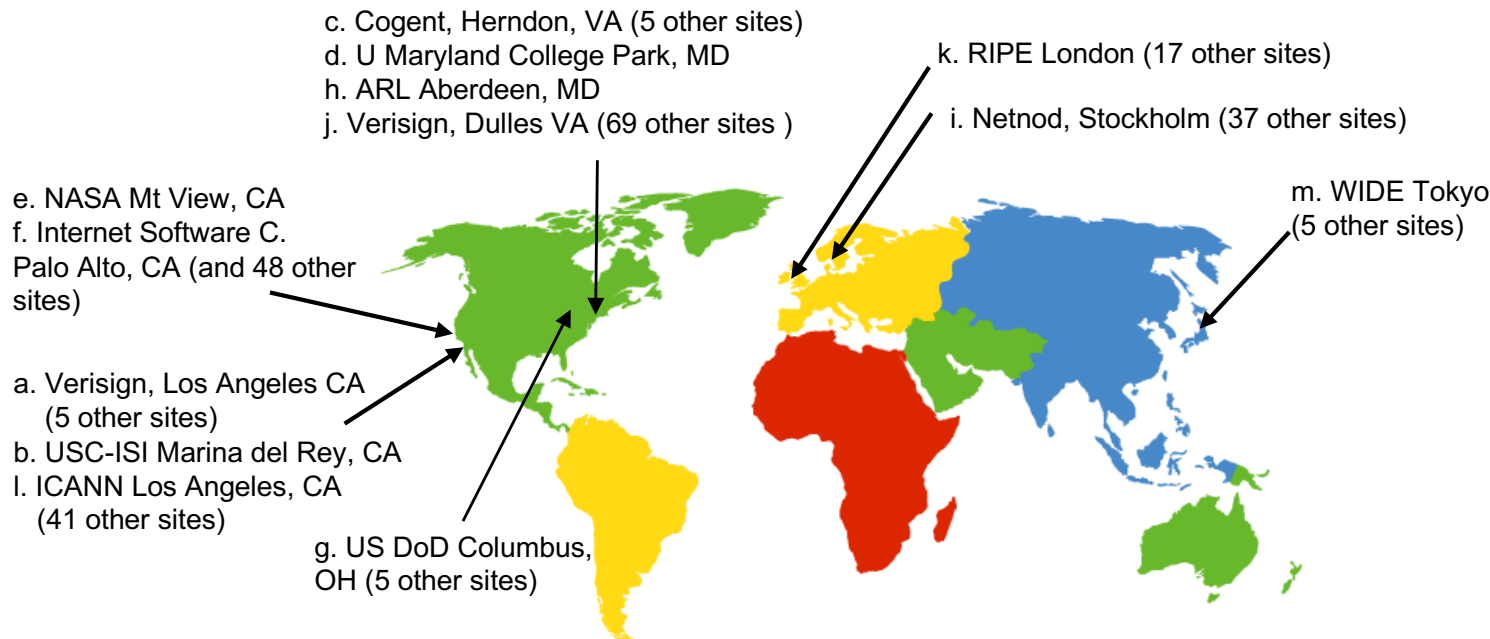 c. Cogent, Herndon, VA (5 other sites)
d. U Maryland College Park, MD
h. ARL Aberdeen, MD
j. Verisign, Dulles VA (69 other sites )
k. RIPE London (17 other sites)
i. Netnod, Stockholm (37 other sites)
m. WIDE Tokyo
(5 other sites)
e. NASA Mt View, CA
f. Internet Software C.
Palo Alto, CA (and 48 other
sites)
a. Verisign, Los Angeles CA
(5 other sites)
b. USC-ISI Marina del Rey, CA
l. ICANN Los Angeles, CA
(41 other sites)
g. US DoD Columbus,
OH (5 other sites)